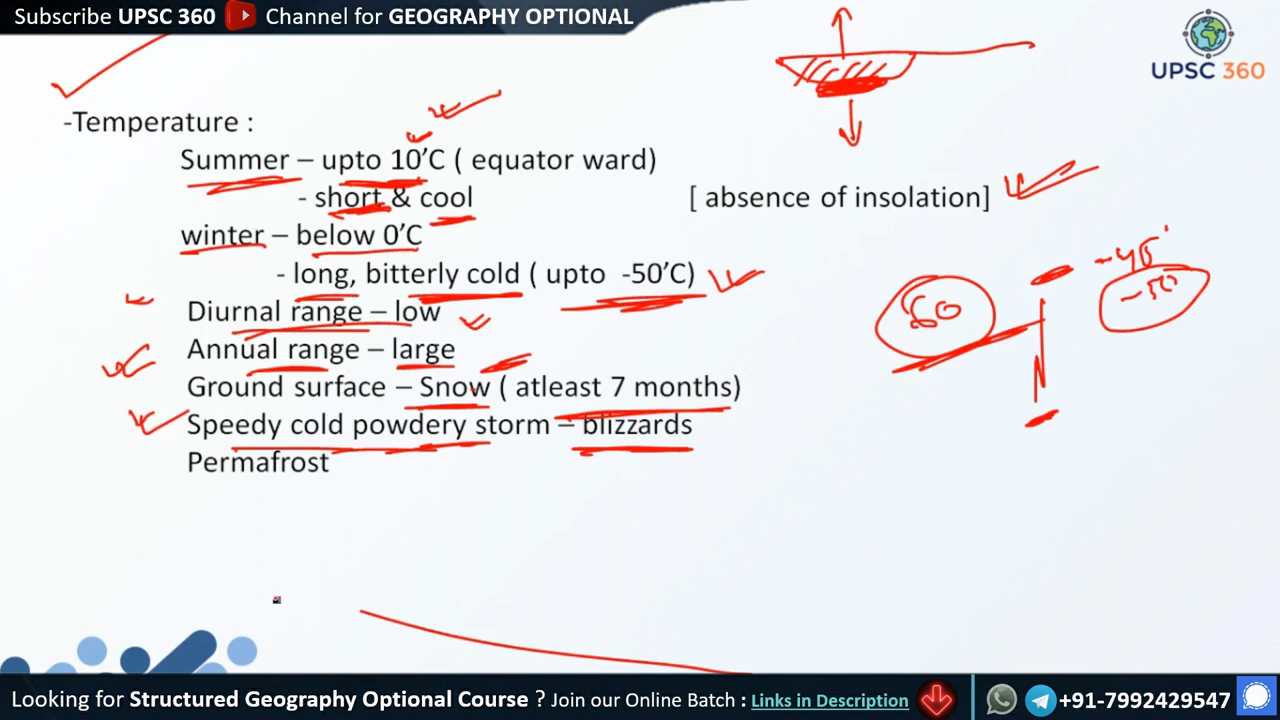 Subscribe UPSC 360 Channel for GEOGRAPHY OPTIONAL
UPSC 360
-Temperature :
Summer – upto 10’C ( equator ward)
- short & cool
[ absence of insolation]
winter – below 0’C
- long, bitterly cold ( upto -50’C)
-45°
-50
60
Diurnal range – low
Annual range – large
Ground surface – Snow ( atleast 7 months)
Speedy cold powdery storm – blizzards
Permafrost
Looking for Structured Geography Optional Course ? Join our Online Batch : Links in Description
+91-7992429547